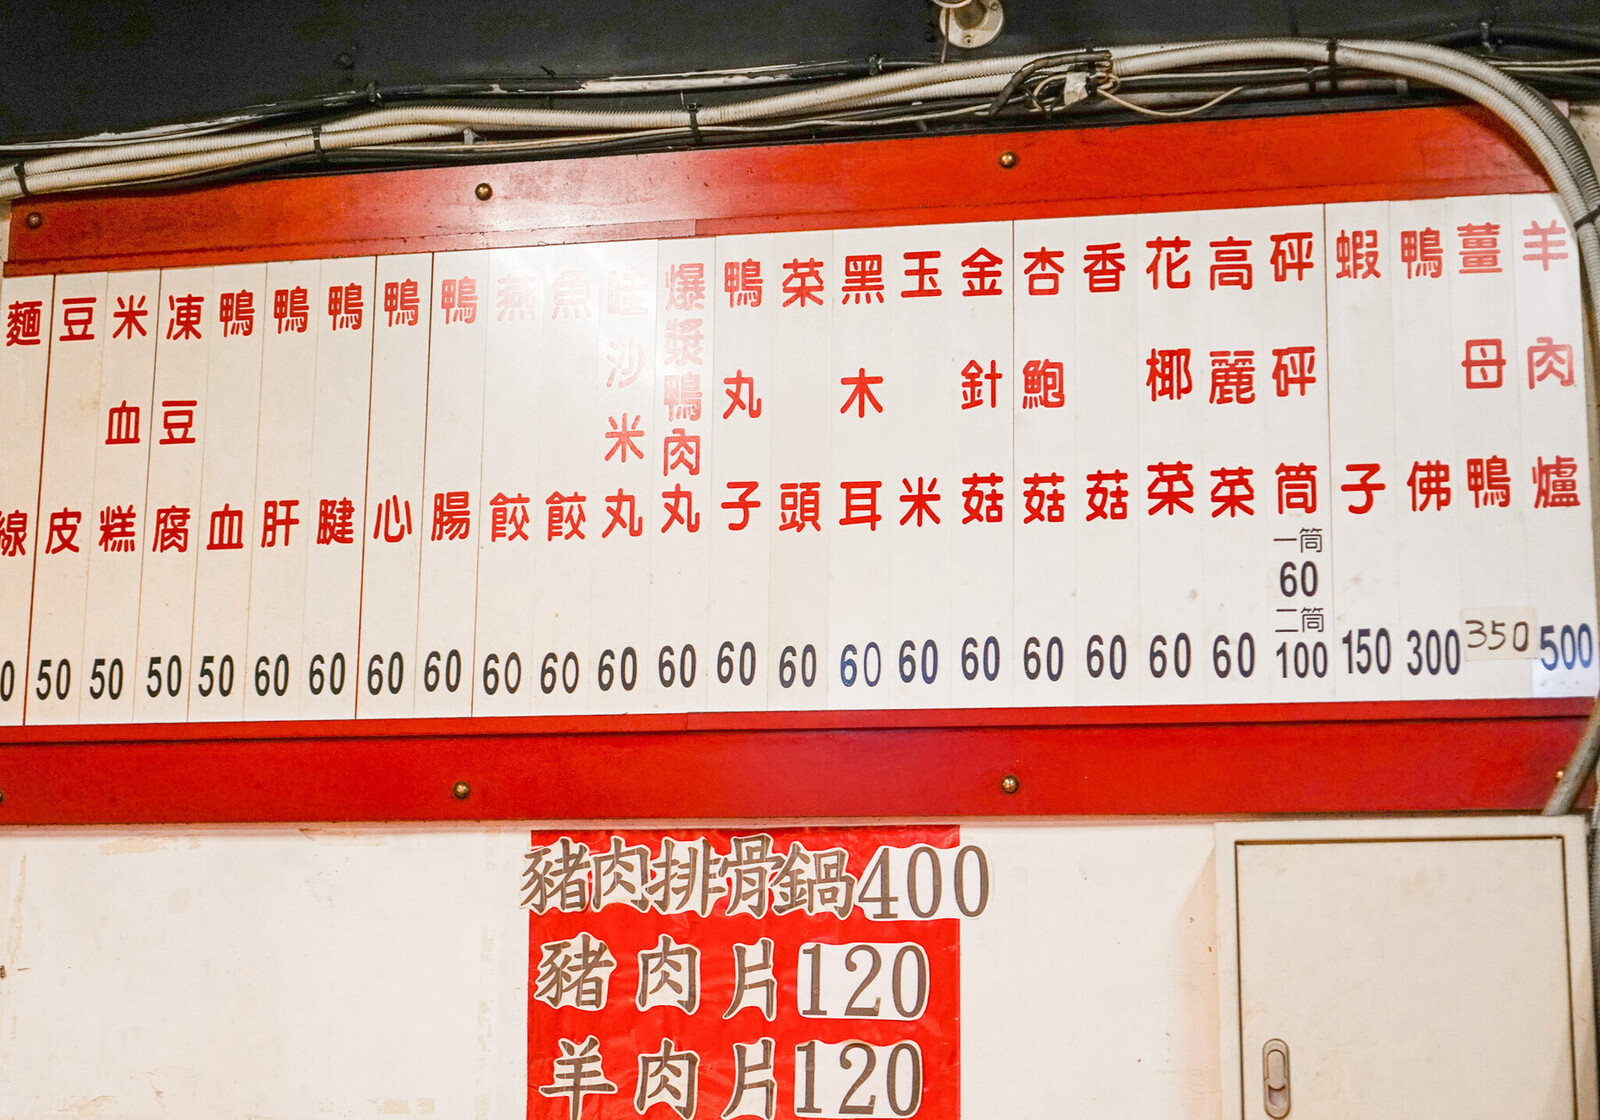 羊肉爐 500
薑母鴨 350
鴨佛 300
蝦子 150
砰砰筒 一筒 60 二筒 100
高麗菜 60
花椰菜 60
香菇 60
杏鮑菇 60
金針菇 60
玉米 60
黑木耳 60
菜頭 60
鴨丸子 60
爆漿鴨肉丸 60
哇沙米丸 60
魚餃 60
燕餃 60
鴨腸 60
鴨心 60
鴨腱 60
鴨肝 60
鴨血 50
凍豆腐 50
米血糕 50
豆皮 50
麵線
豬肉排骨鍋400
豬肉片120
羊肉片120